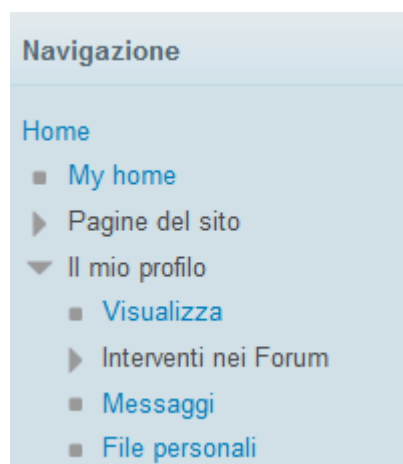 Navigazione
Home
My home
Pagine del sito
Il mio profilo
Visualizza
Interventi nei Forum
Messaggi
File personali